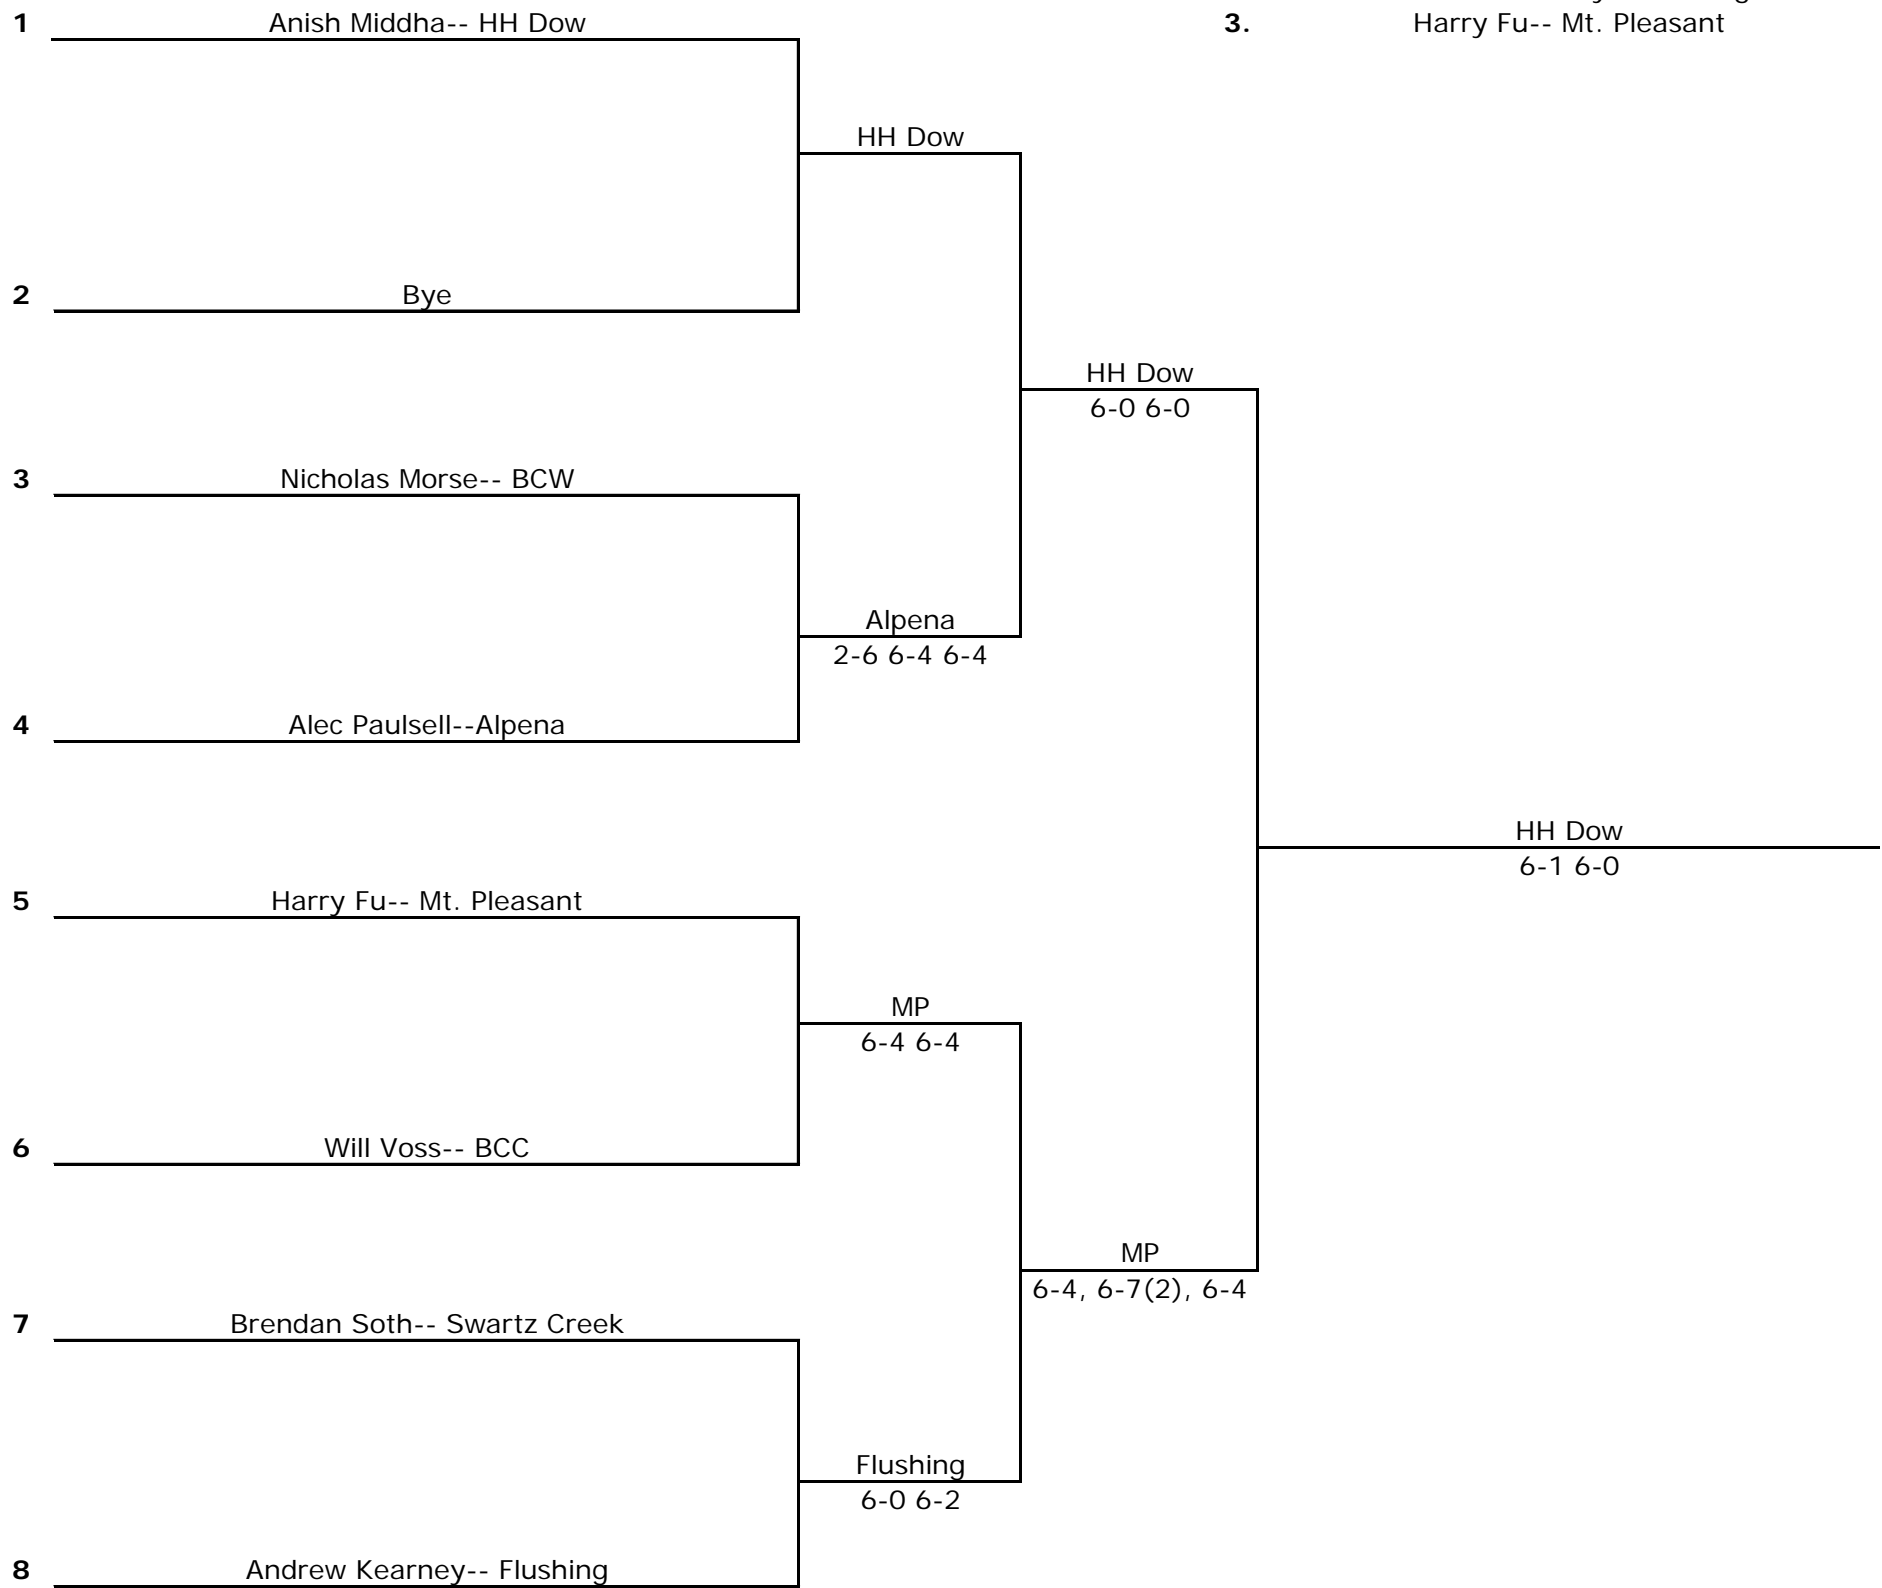 1 Anish Middha-- HH Dow
3. Harry Fu-- Mt. Pleasant
HH Dow
2 Bye
HH Dow
6-0 6-0
3 Nicholas Morse-- BCW
Alpena
2-6 6-4 6-4
4 Alec Paulsell--Alpena
HH Dow
6-1 6-0
5 Harry Fu-- Mt. Pleasant
MP
6-4 6-4
6 Will Voss-- BCC
MP
6-4, 6-7(2), 6-4
7 Brendan Soth-- Swartz Creek
Flushing
6-0 6-2
8 Andrew Kearney-- Flushing